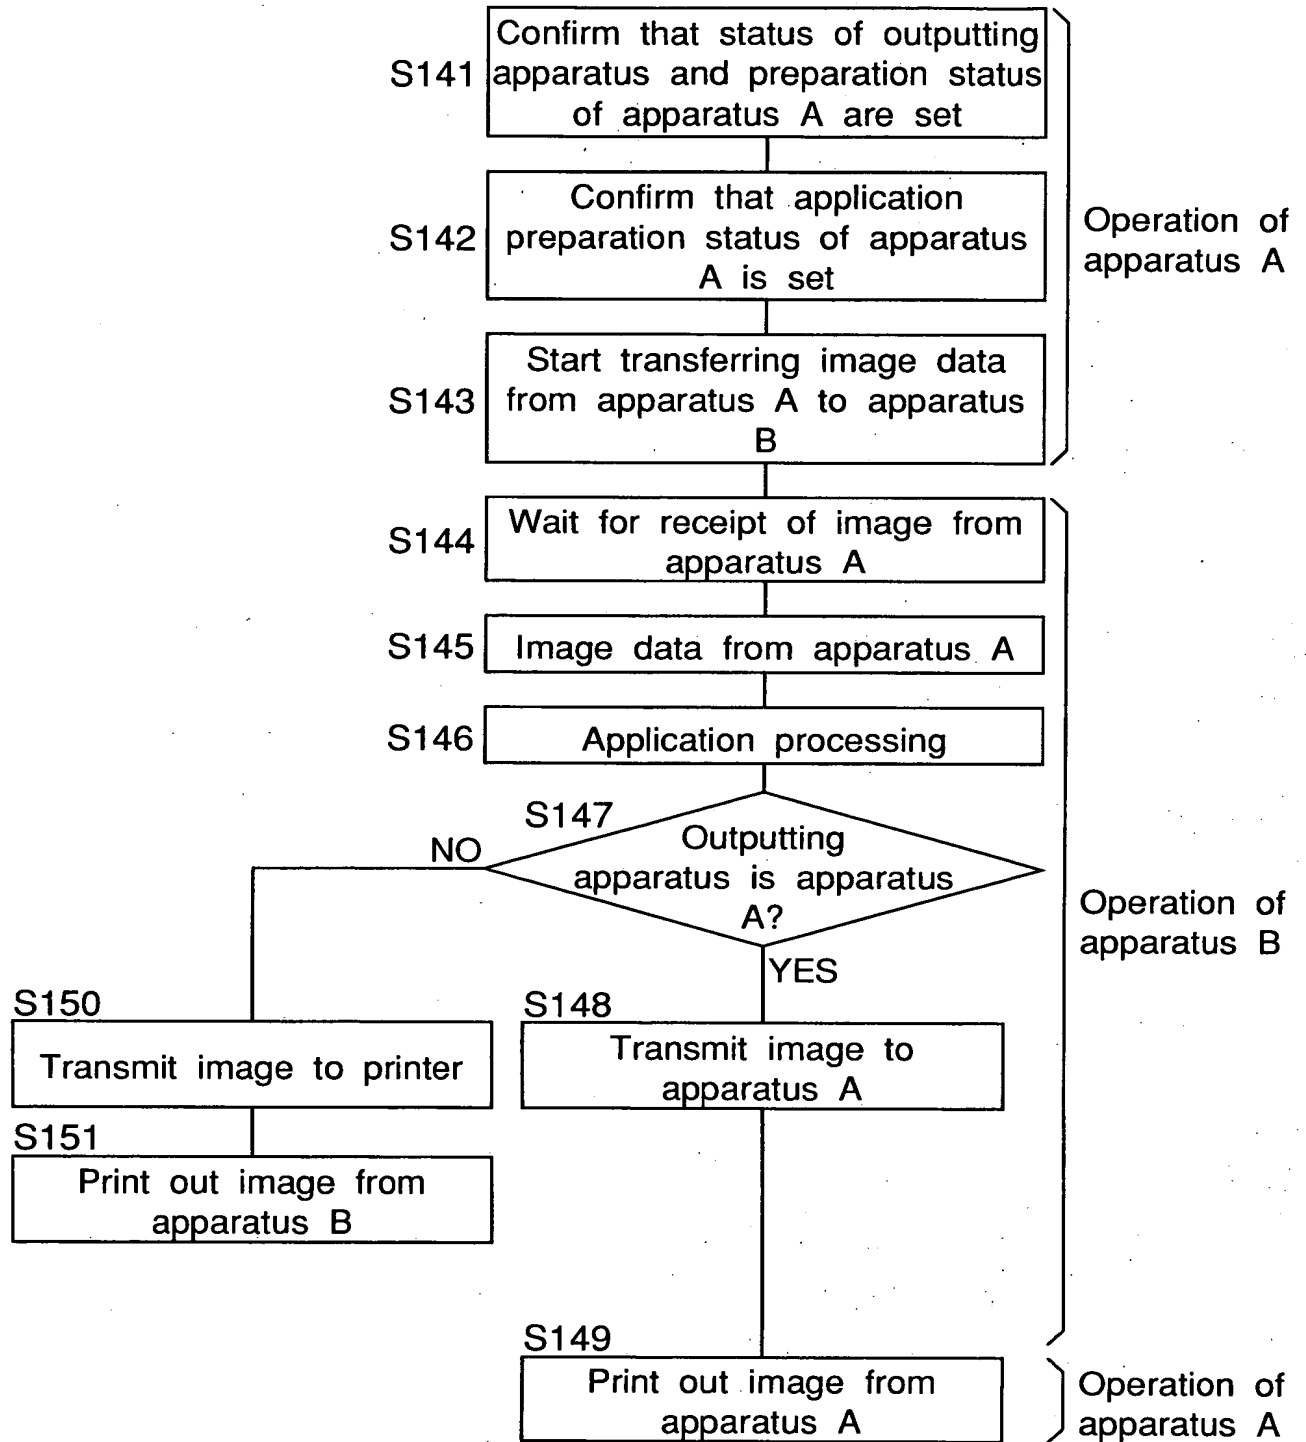 Confirm that status of outputting
S141
apparatus and preparation status
of apparatus A are set
Confirm that application
S142
preparation status of apparatus
A is set
Operation of
apparatus A
Start transferring image data
S143
from apparatus A to apparatus
B
Wait for receipt of image from
S144
apparatus A
S145
Image data from apparatus A
S146
Application processing
S147
Outputting
apparatus is apparatus
A?
NO
YES
Operation of
apparatus B
S150
Transmit image to printer
S148
Transmit image to
apparatus A
S151
Print out image from
apparatus B
S149
Print out image from
apparatus A
Operation of
apparatus A